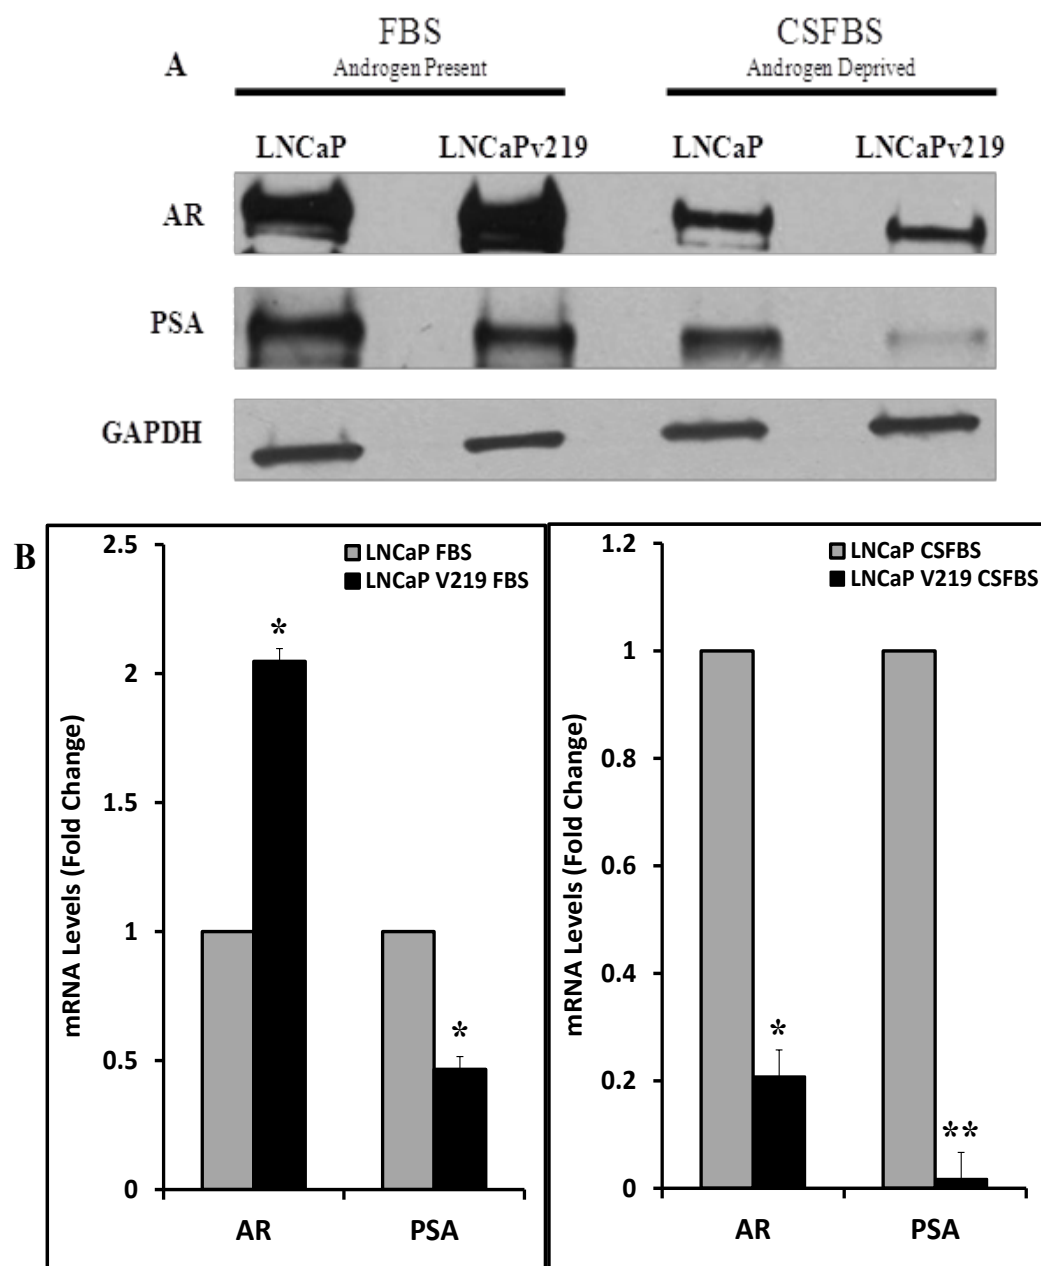 A
FBS
Androgen Present
CSFBS
Androgen Deprived
LNCaP
LNCaPv219
LNCaP
LNCaPv219
AR
PSA
GAPDH
B
mRNA Levels (Fold Change)
2.5
2
1.5
1
0.5
0
LNCaP FBS
LNCaP V219 FBS
*
*
AR
PSA
mRNA Levels (Fold Change)
1.2
1
0.8
0.6
0.4
0.2
0
LNCaP CSFBS
LNCaP V219 CSFBS
*
**
AR
PSA